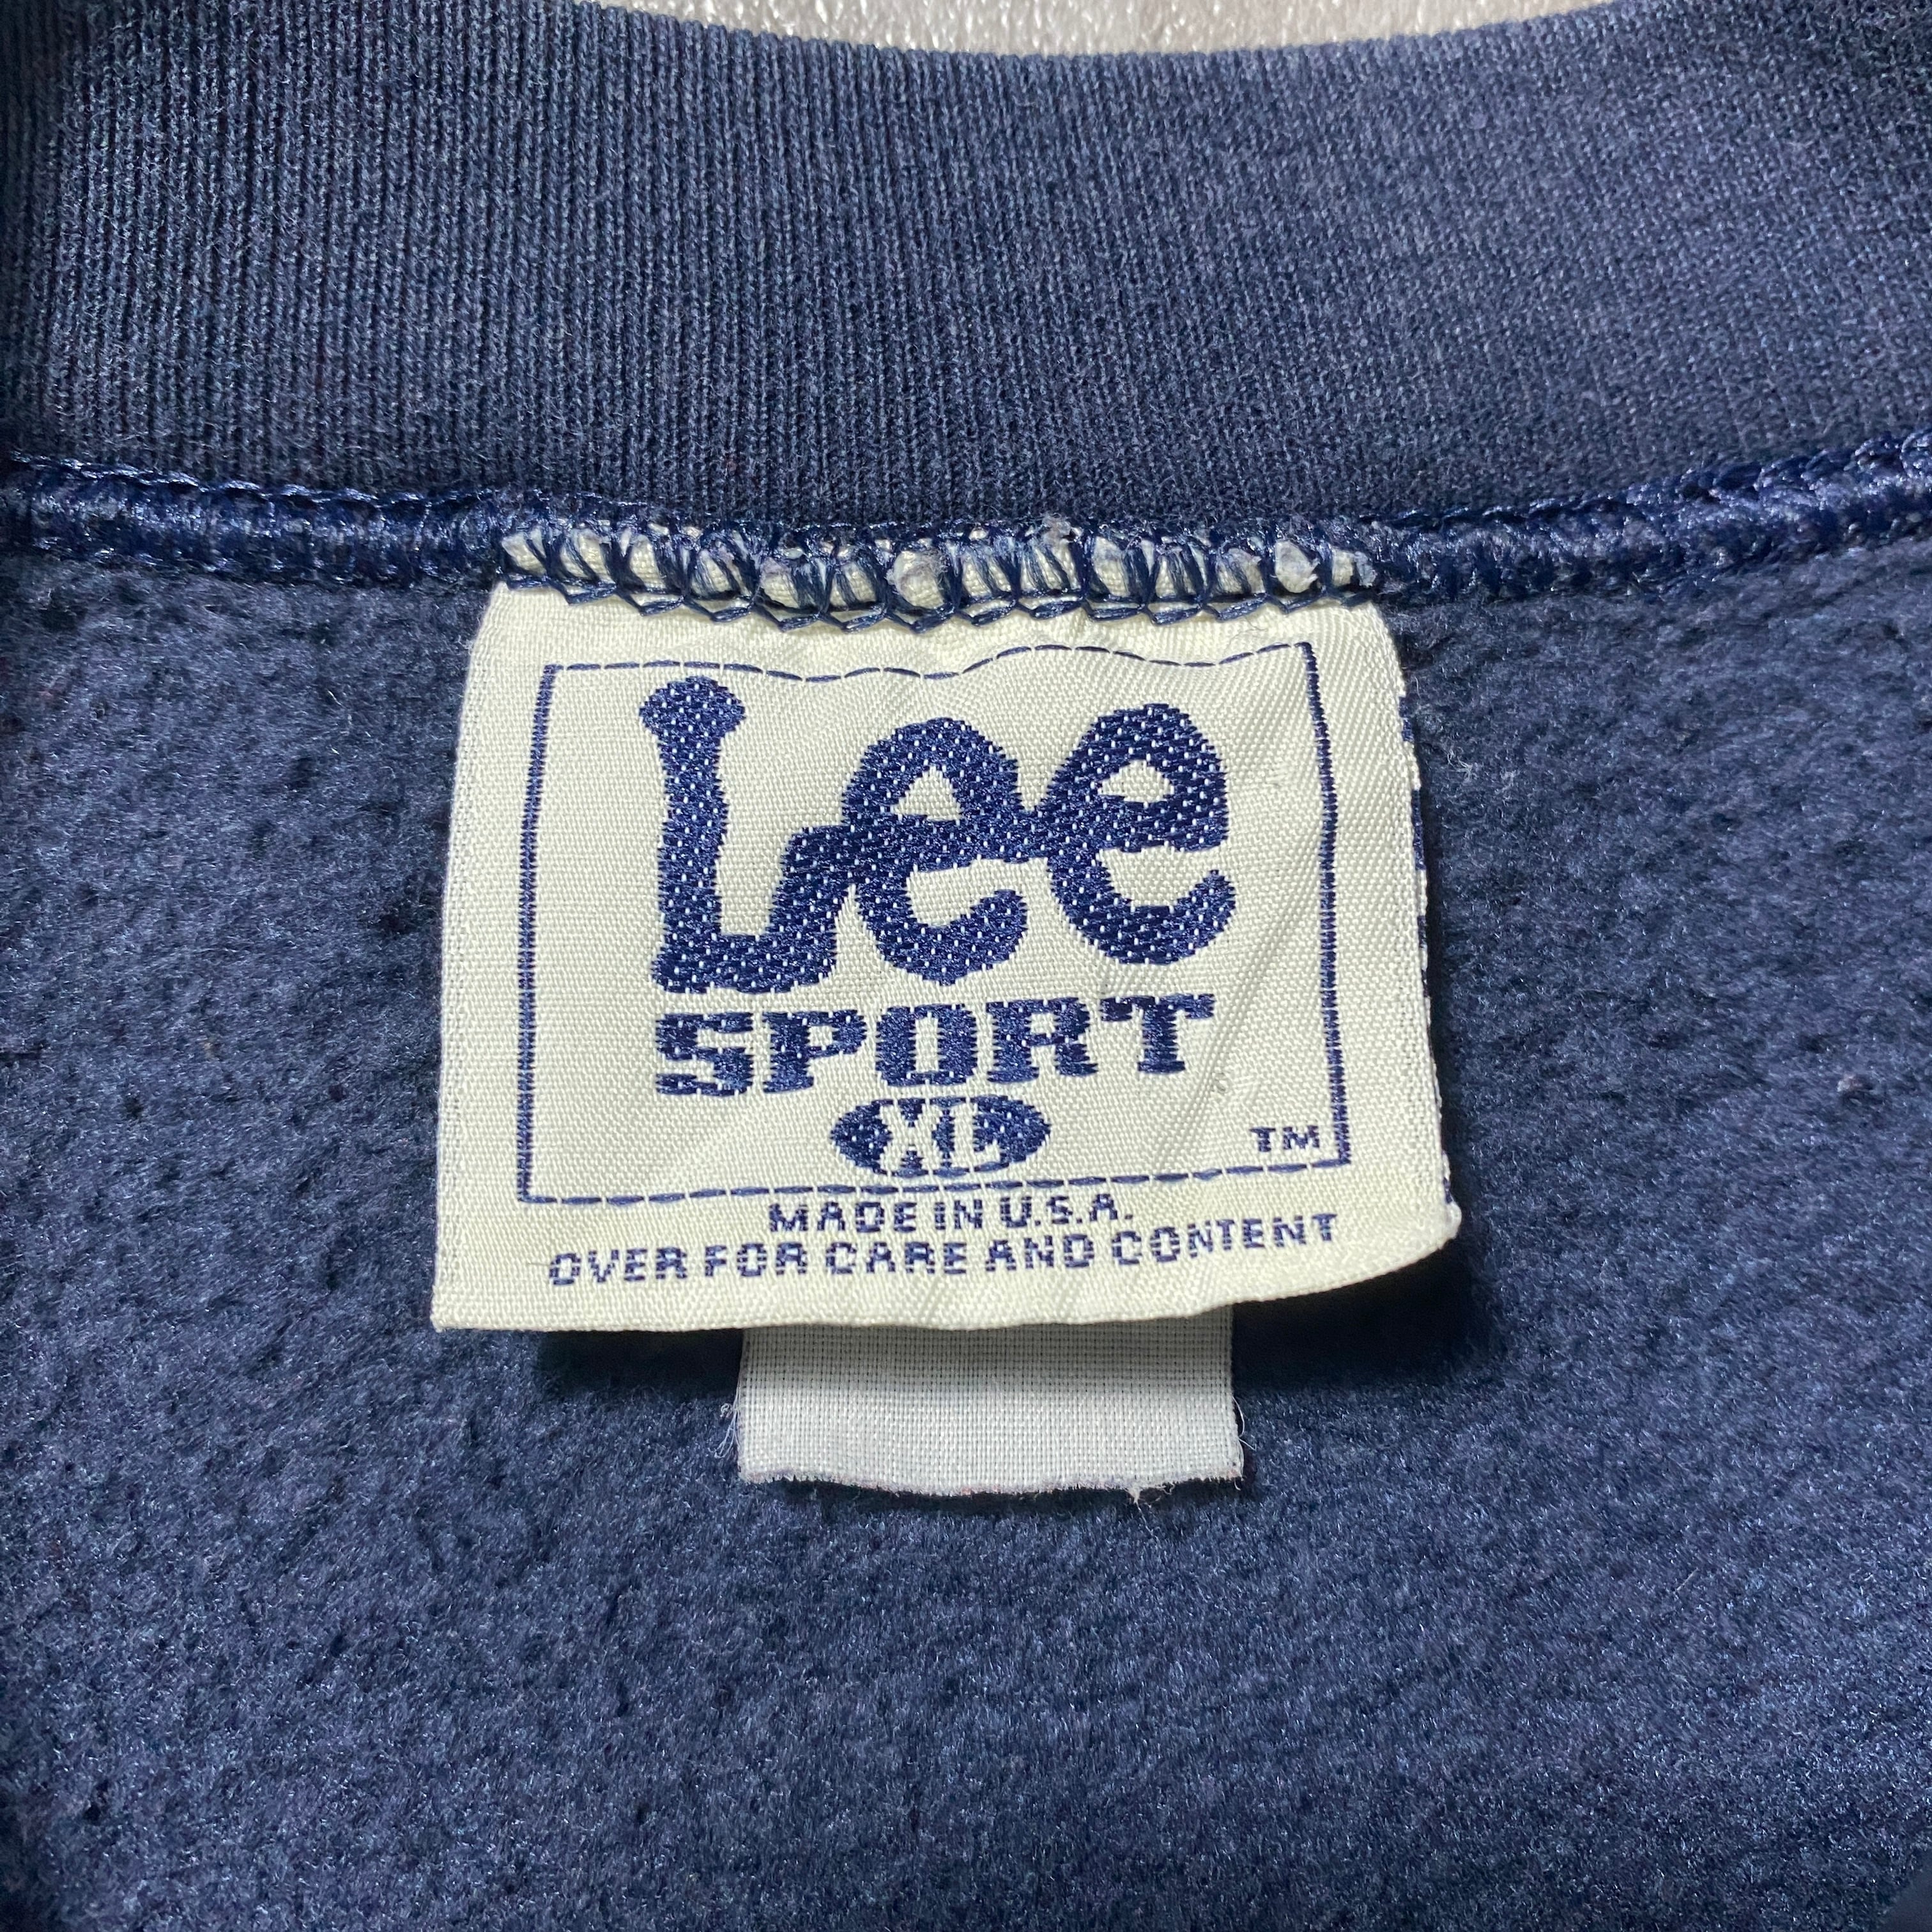 Lee
SPORT
XL
TM
MADE IN U.S.A.
OVER FOR CARE AND CONTENT